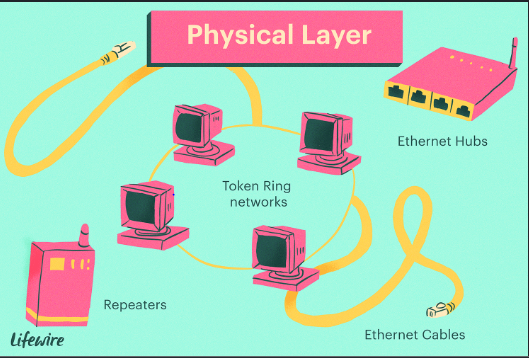 Physical Layer
Ethernet Hubs
Token Ring
networks
Repeaters
Ethernet Cables
Lifewire